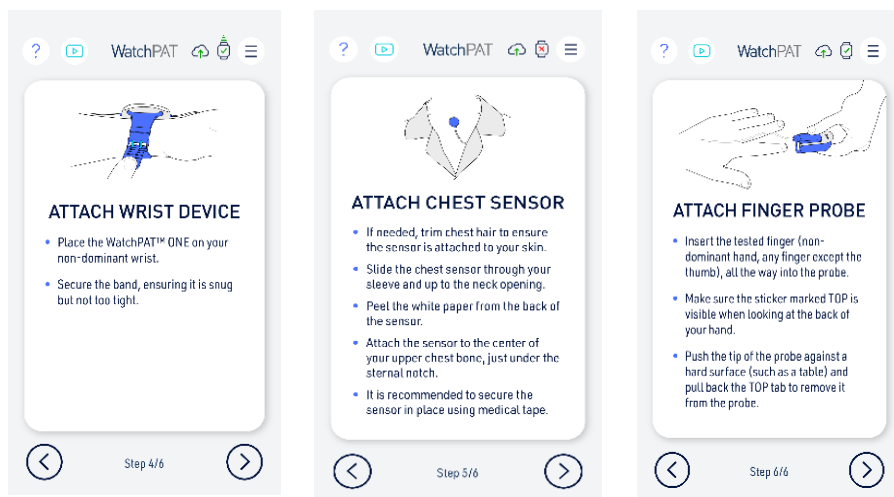 ?
WatchPAT
ATTACH WRIST DEVICE
• Place the WatchPAT™ ONE on your
non-dominant wrist.
• Secure the band, ensuring it is snug
but not too tight.
Step 4/6
?
WatchPAT
ATTACH CHEST SENSOR
• If needed, trim chest hair to ensure
the sensor is attached to your skin.
• Slide the chest sensor through your
sleeve and up to the neck opening.
• Peel the white paper from the back of
the sensor.
• Attach the sensor to the center of
your upper chest bone, just under the
sternal notch.
• It is recommended to secure the
sensor in place using medical tape.
Step 5/6
?
WatchPAT
ATTACH FINGER PROBE
• Insert the tested finger (non-
dominant hand, any finger except the
thumb), all the way into the probe.
• Make sure the sticker marked TOP is
visible when looking at the back of
your hand.
• Push the tip of the probe against a
hard surface (such as a table) and
pull back the TOP tab to remove it
from the probe.
Step 6/6